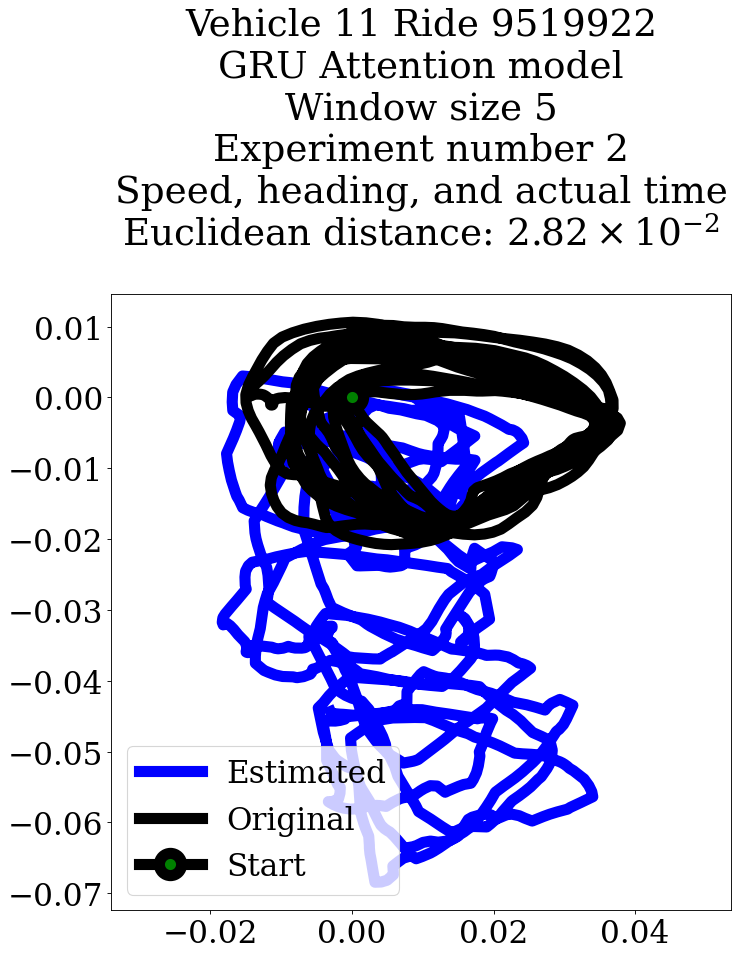 Vehicle 11 Ride 9519922
GRU Attention model
Window size 5
Experiment number 2
Speed, heading, and actual time
Euclidean distance: 2.82 × 10⁻²
0.01
0.00
−0.01
−0.02
−0.03
−0.04
−0.05
−0.06
−0.07
Estimated
Original
Start
−0.02 0.00 0.02 0.04